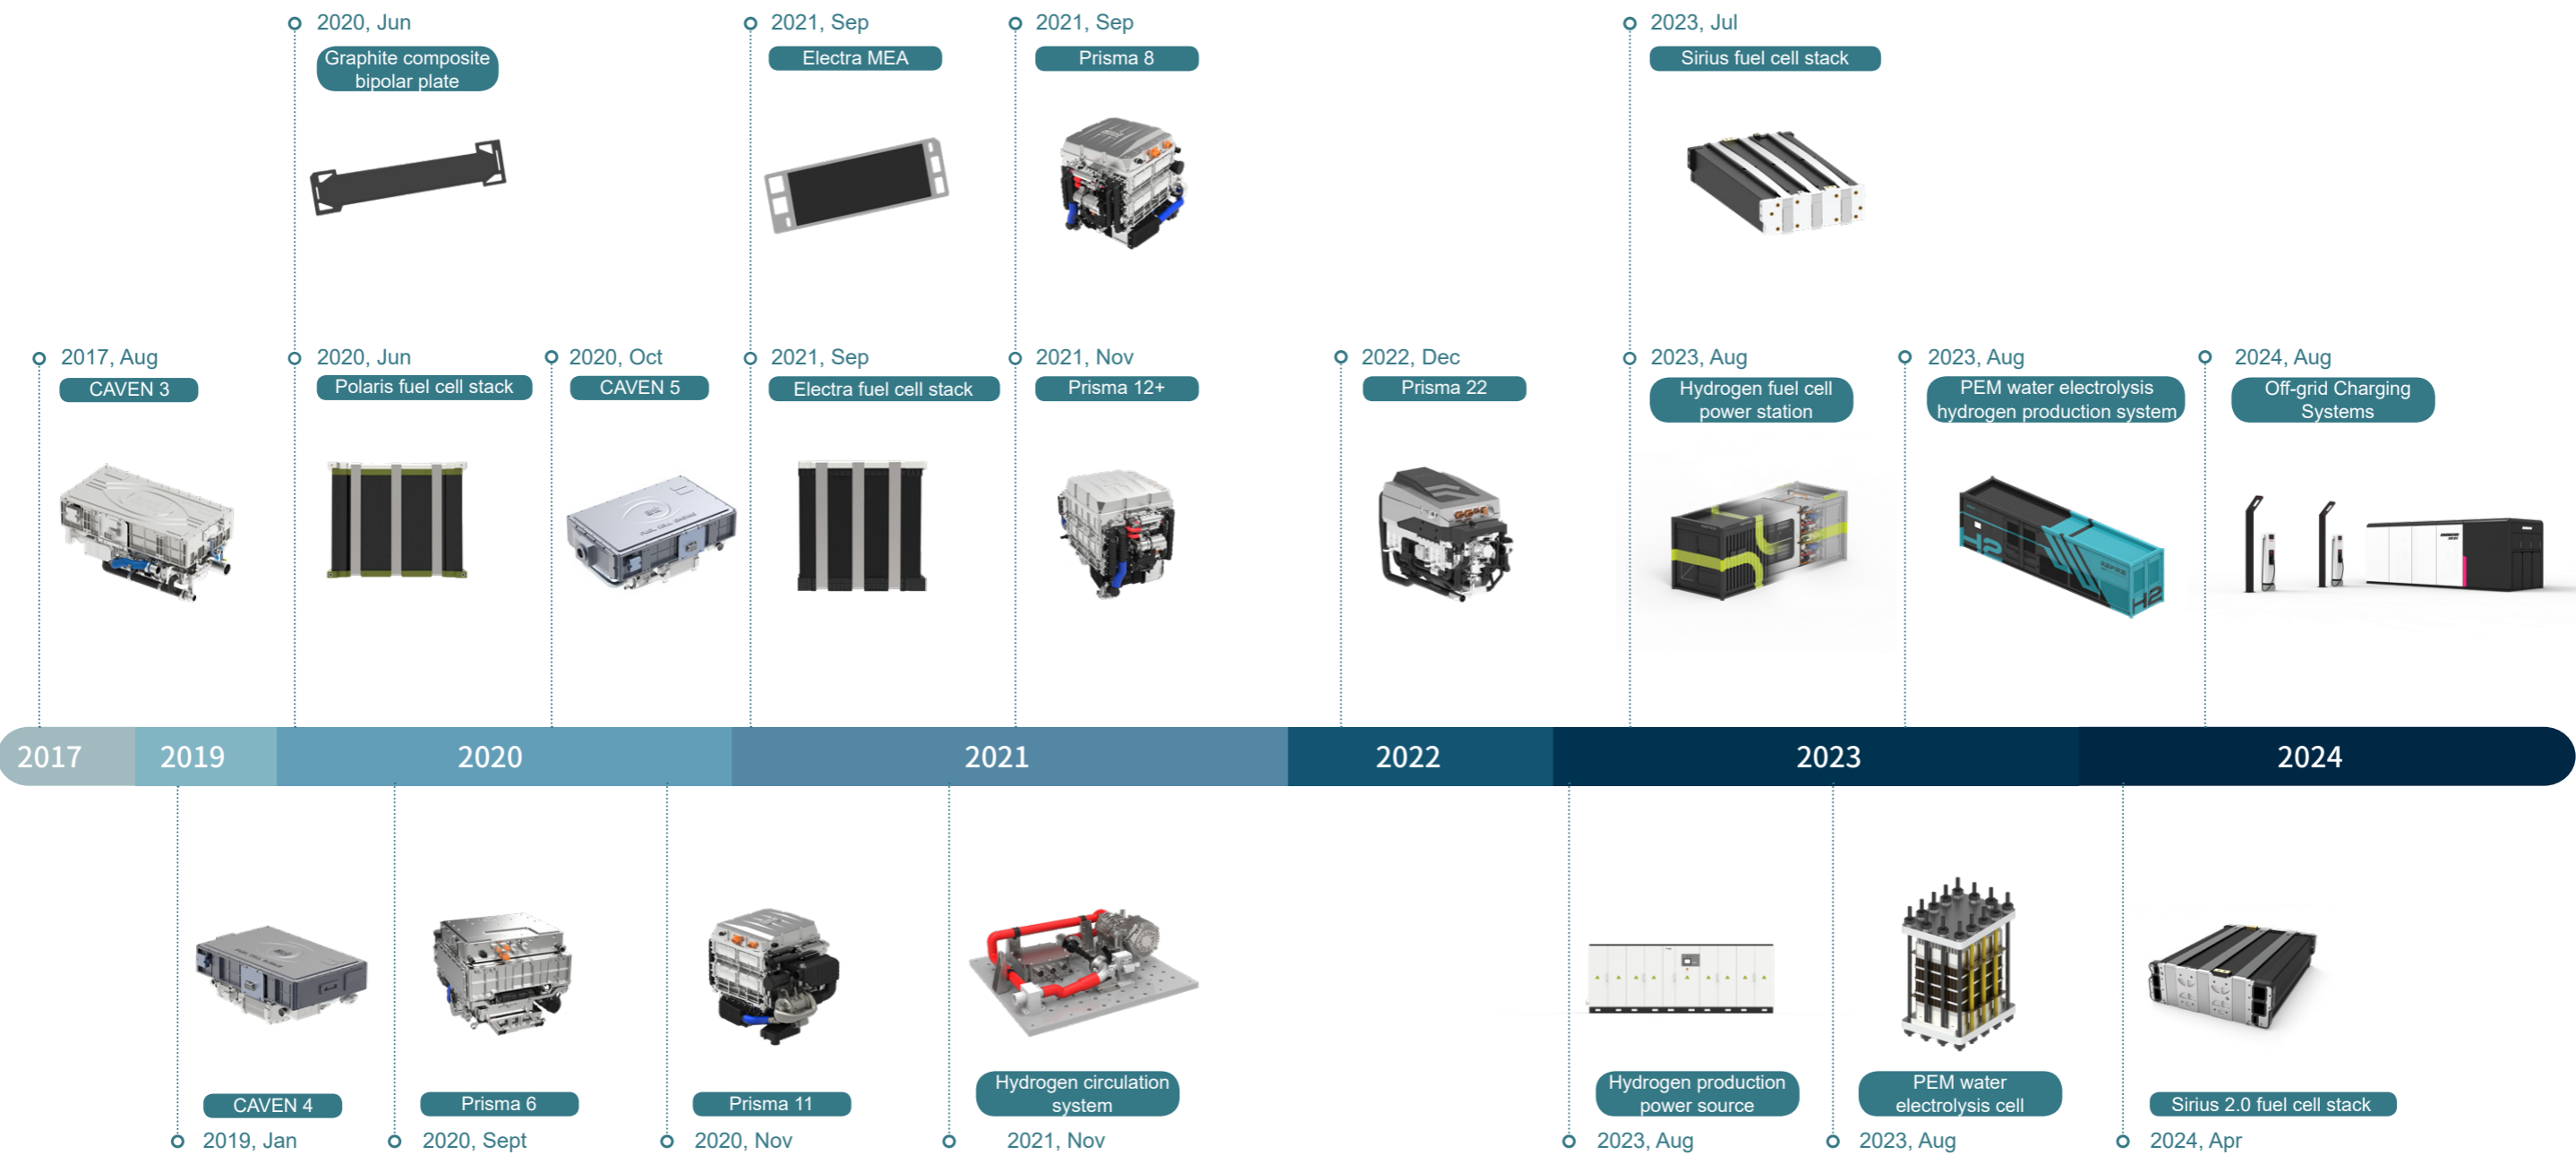 2020, Jun
Graphite composite
bipolar plate
2021, Sep
Electra MEA
2021, Sep
Prisma 8
2023, Jul
Sirius fuel cell stack
2017, Aug
CAVEN 3
2020, Jun
Polaris fuel cell stack
2020, Oct
CAVEN 5
2021, Sep
Electra fuel cell stack
2021, Nov
Prisma 12+
2022, Dec
Prisma 22
2023, Aug
Hydrogen fuel cell
power station
2023, Aug
PEM water electrolysis
hydrogen production system
2024, Aug
Off-grid Charging
Systems
H2
H2
2017
2019
2020
2021
2022
2023
2024
CAVEN 4
2019, Jan
Prisma 6
2020, Sept
Prisma 11
2020, Nov
Hydrogen circulation
system
2021, Nov
Hydrogen production
power source
2023, Aug
PEM water
electrolysis cell
2023, Aug
Sirius 2.0 fuel cell stack
2024, Apr